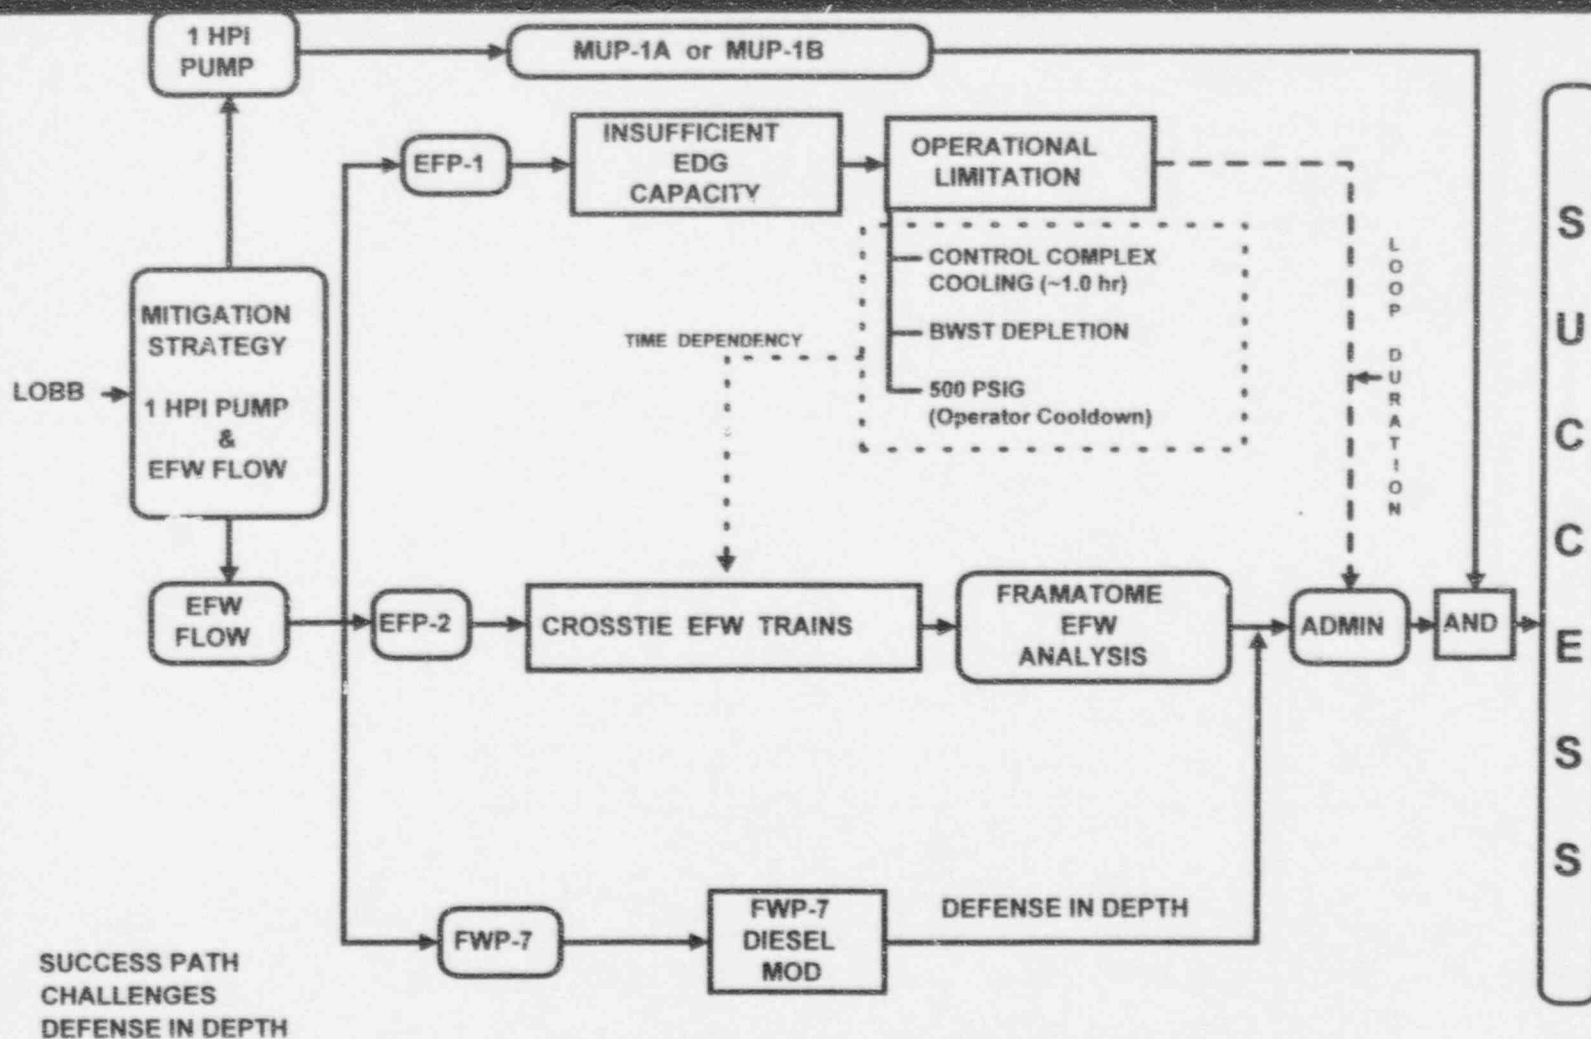 1 HPI
PUMP
MUP-1A or MUP-1B
EFP-1
INSUFFICIENT
EDG
CAPACITY
OPERATIONAL
LIMITATION
CONTROL COMPLEX
COOLING (~1.0 hr)
BWST DEPLETION
500 PSIG
(Operator Cooldown)
TIME DEPENDENCY
LOOP DURATION
LOBB
MITIGATION
STRATEGY
1 HPI PUMP
&
EFW FLOW
EFW
FLOW
EFP-2
CROSSTIE EFW TRAINS
FRAMATOME
EFW
ANALYSIS
ADMIN
AND
SUCCESS
FWP-7
FWP-7
DIESEL
MOD
DEFENSE IN DEPTH
SUCCESS PATH
CHALLENGES
DEFENSE IN DEPTH